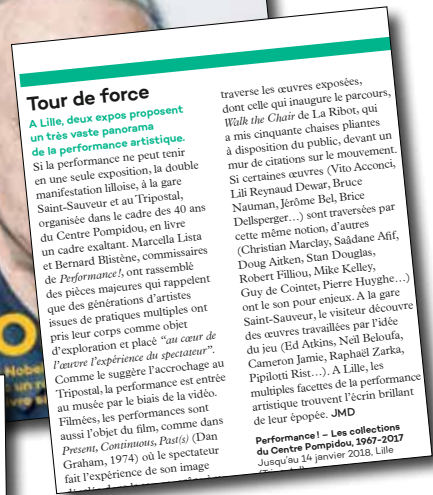 Tour de force
A Lille, deux expos proposent
un très vaste panorama
de la performance artistique.
Si la performance ne peut tenir
en une seule exposition, la double
manifestation lilloise, à la gare
Saint-Sauveur et au Tripostal,
organisée dans le cadre des 40 ans
du Centre Pompidou, en livre
un cadre exaltant. Marcella Lista
et Bernard Blistène, commissaires
de Performance!, ont rassemblé
des pièces majeures qui rappellent
que des générations d'artistes
issues de pratiques multiples ont
pris leur corps comme objet
d'exploration et placé "au cœur de
l'œuvre l'expérience du spectateur".
Comme le suggère l'accrochage au
Tripostal, la performance est entrée
au musée par le biais de la vidéo.
Filmées, les performances sont
aussi l'objet du film, comme dans
Present, Continuous, Past(s) (Dan
Graham, 1974) où le spectateur
fait l'expérience de son image
traverse les œuvres exposées,
dont celle qui inaugure le parcours,
Walk the Chair de La Ribot, qui
a mis cinquante chaises pliantes
à disposition du public, devant un
mur de citations sur le mouvement.
Si certaines œuvres (Vito Acconci,
Lili Reynaud Dewar, Bruce
Nauman, Jérôme Bel, Brice
Dellsperger…) sont traversées par
cette même notion, d'autres
(Christian Marclay, Saâdane Afif,
Doug Aitken, Stan Douglas,
Robert Filliou, Mike Kelley,
Guy de Cointet, Pierre Huyghe…)
ont le son pour enjeux. A la gare
Saint-Sauveur, le visiteur découvre
des œuvres travaillées par l'idée
du jeu (Ed Atkins, Neïl Beloufa,
Cameron Jamie, Raphaël Zarka,
Pipilotti Rist…). A Lille, les
multiples facettes de la performance
artistique trouvent l'écrin brillant
de leur épopée. JMD
Performance! – Les collections
du Centre Pompidou, 1967-2017
Jusqu'au 14 janvier 2018, Lille
Nobel